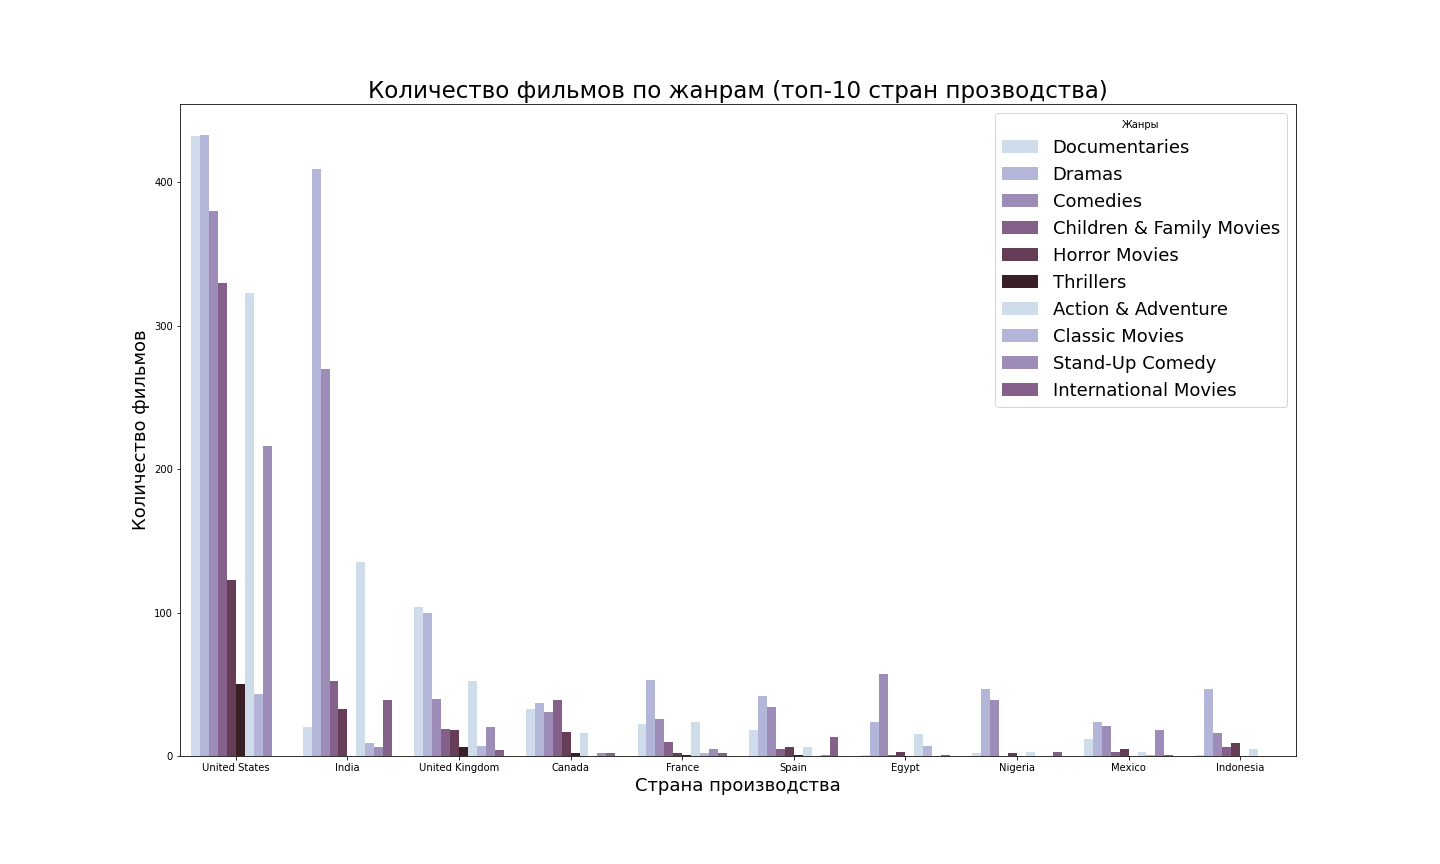 Количество фильмов по жанрам (топ-10 стран прозводства)
Жанры
Documentaries
Dramas
Comedies
Children & Family Movies
Horror Movies
Thrillers
Action & Adventure
Classic Movies
Stand-Up Comedy
International Movies
Количество фильмов
400
300
200
100
0
United States India United Kingdom Canada France Spain Egypt Nigeria Mexico Indonesia
Страна производства